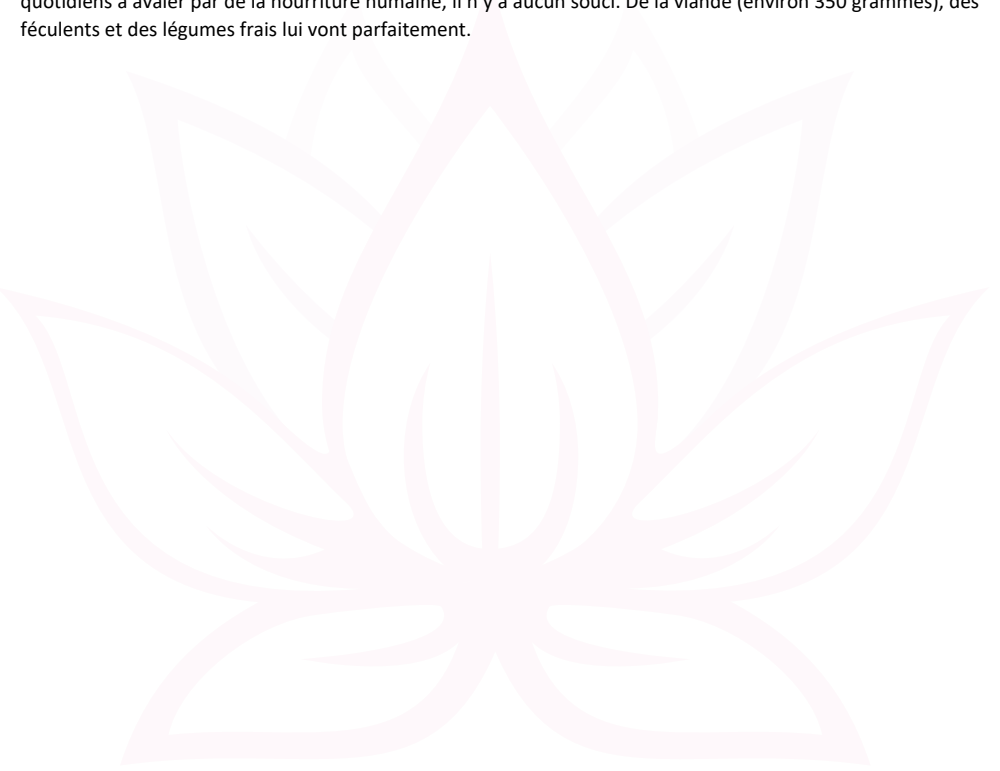 quotidiens à avaler par de la nourriture humaine, il n'y a aucun souci. De la viande (environ 350 grammes), des
féculents et des légumes frais lui vont parfaitement.